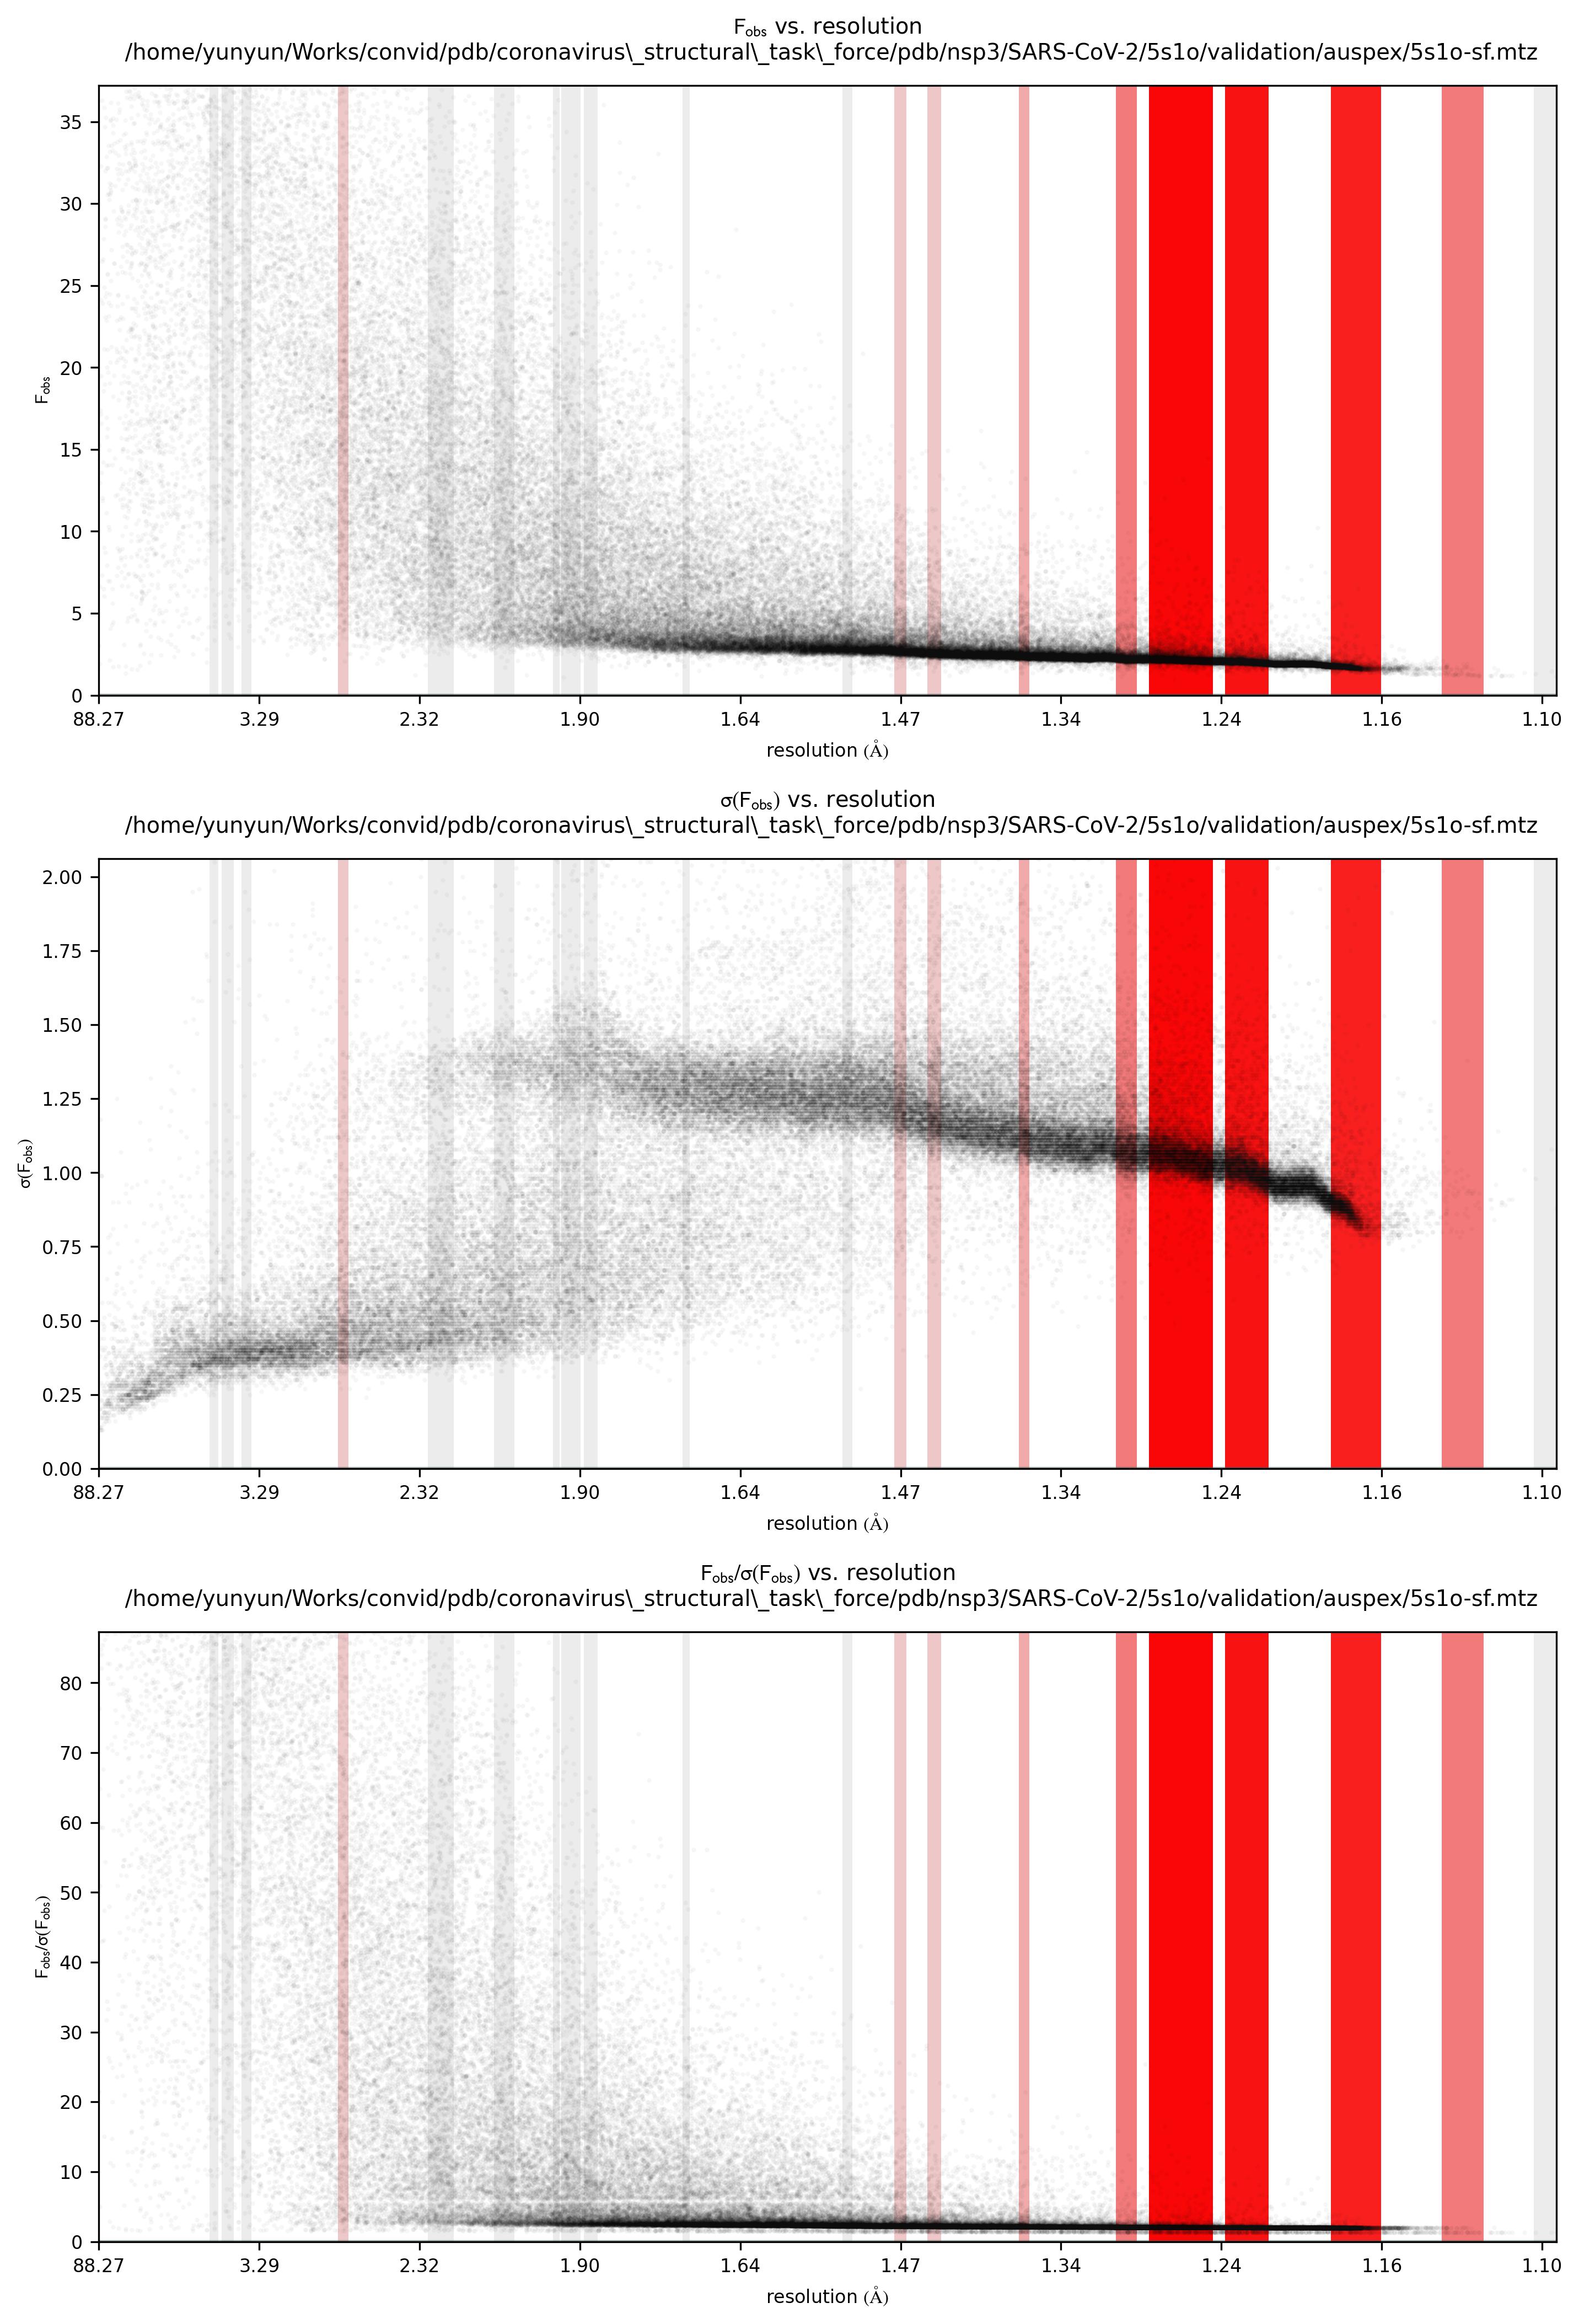 Fobs vs. resolution
/home/yunyun/Works/convid/pdb/coronavirus\_structural\_task\_force/pdb/nsp3/SARS-CoV-2/5s1o/validation/auspex/5s1o-sf.mtz
35
30
25
20
15
10
5
0
Fobs
88.27 3.29 2.32 1.90 1.64 1.47 1.34 1.24 1.16 1.10
resolution (Å)
σ(Fobs) vs. resolution
/home/yunyun/Works/convid/pdb/coronavirus\_structural\_task\_force/pdb/nsp3/SARS-CoV-2/5s1o/validation/auspex/5s1o-sf.mtz
2.00
1.75
1.50
1.25
1.00
0.75
0.50
0.25
0.00
σ(Fobs)
88.27 3.29 2.32 1.90 1.64 1.47 1.34 1.24 1.16 1.10
resolution (Å)
Fobs/σ(Fobs) vs. resolution
/home/yunyun/Works/convid/pdb/coronavirus\_structural\_task\_force/pdb/nsp3/SARS-CoV-2/5s1o/validation/auspex/5s1o-sf.mtz
80
70
60
50
40
30
20
10
0
Fobs/σ(Fobs)
88.27 3.29 2.32 1.90 1.64 1.47 1.34 1.24 1.16 1.10
resolution (Å)